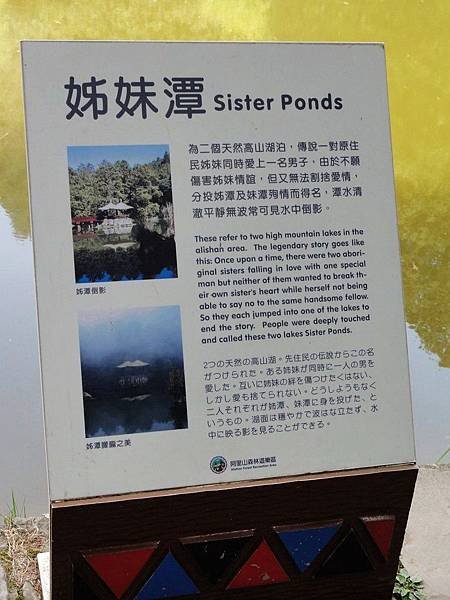 姊妹潭 Sister Ponds
為二個天然高山湖泊，傳說一對原住
民姊妹同時愛上一名男子，由於不願
傷害姊妹情誼，但又無法割捨愛情，
分投姊潭及妹潭殉情而得名，潭水清
澈平靜無波常可見水中倒影。
These refer to two high mountain lakes in the
alishan area. The legendary story goes like
this: Once upon a time, there were two abori-
ginal sisters falling in love with one special
man but neither of them wanted to break th-
eir own sister's heart while herself not being
able to say no to the same handsome fellow.
So they each jumped into one of the lakes to
end the story. People were deeply touched
and called these two lakes Sister Ponds.
2つの天然の高山湖。先住民の伝説からこの名
がつけられた。ある姊妹が同時に一人の男を
愛した。互いに姊妹の絆を傷つけたくはない、
しかし愛も捨てられない。どうしようもなく
二人それぞれが姉潭、妹潭に身を投げた、と
いうもの。湖面は穏やかで波はな立たず、水
中に映る影を見ることができる。
姊潭倒影
姊潭朦朧之美
阿里山森林遊樂區
Alishan Forest Recreation Area